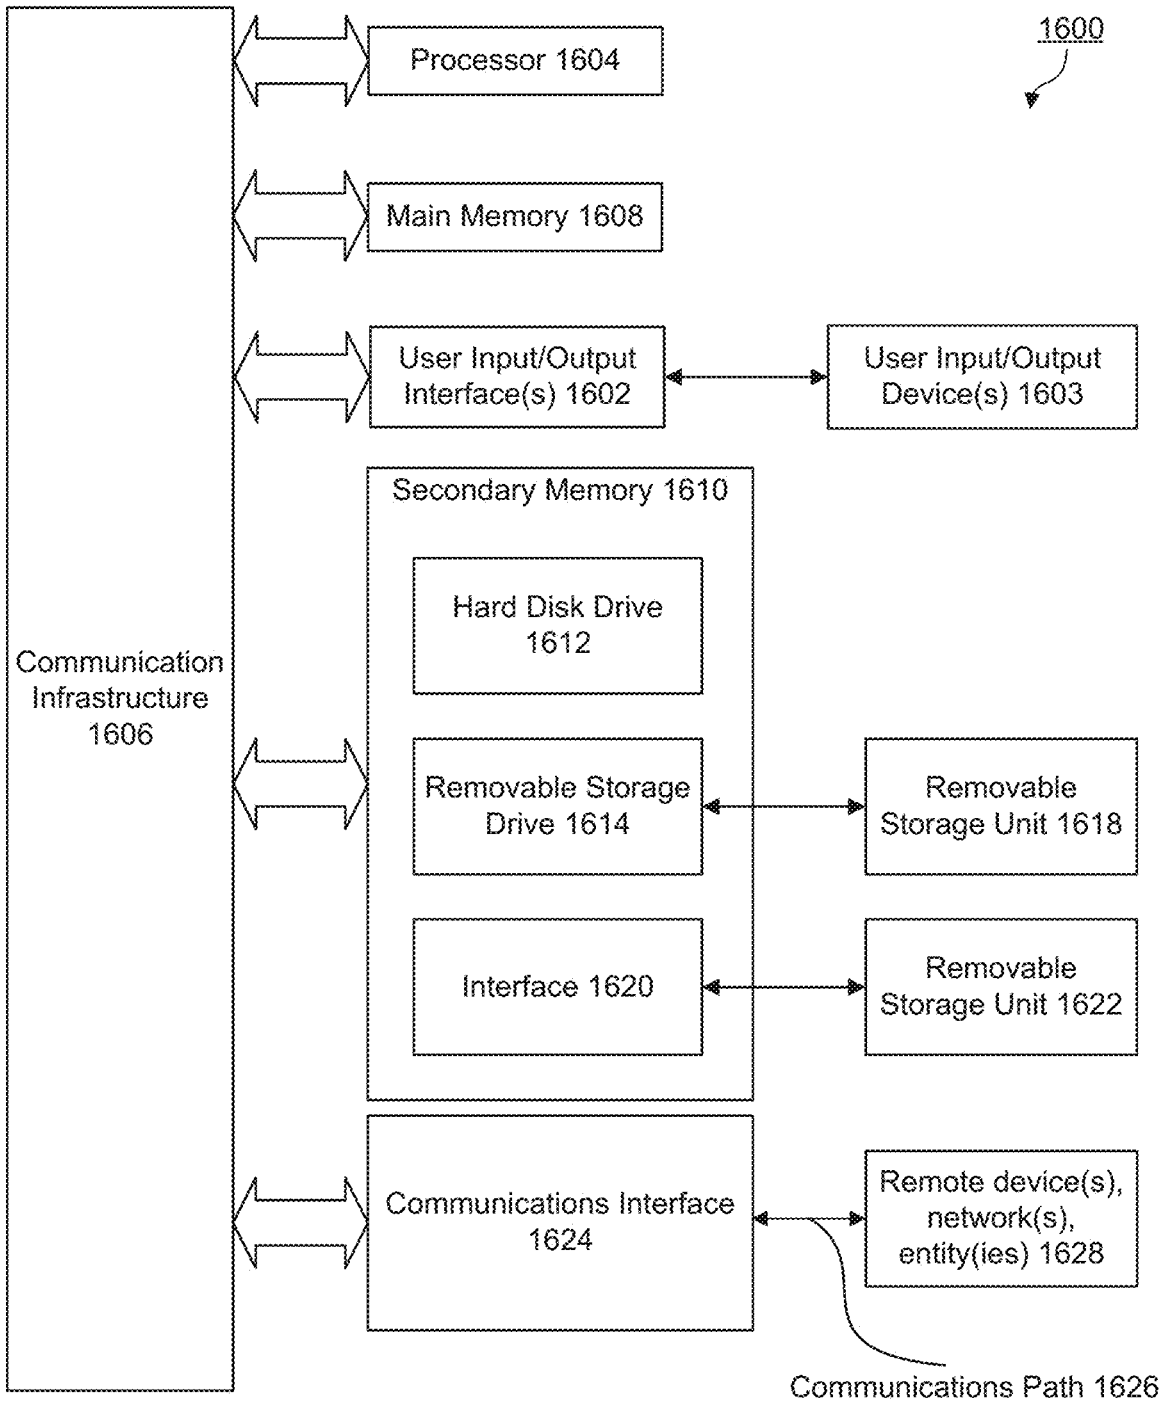 1600
Processor 1604
Main Memory 1608
User Input/Output
Interface(s) 1602
User Input/Output
Device(s) 1603
Secondary Memory 1610
Hard Disk Drive
1612
Communication
Infrastructure
1606
Removable Storage
Drive 1614
Removable
Storage Unit 1618
Interface 1620
Removable
Storage Unit 1622
Communications Interface
1624
Remote device(s),
network(s),
entity(ies) 1628
Communications Path 1626